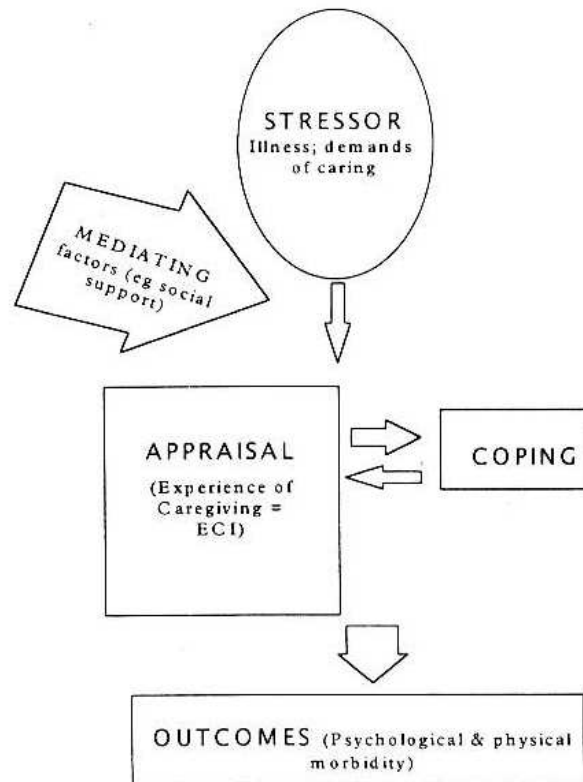 STRESSOR
Illness; demands
of caring
MEDIATING
factors (eg social
support)
APPRAISAL
(Experience of
Caregiving =
ECI)
COPING
OUTCOMES (Psychological & physical
morbidity)